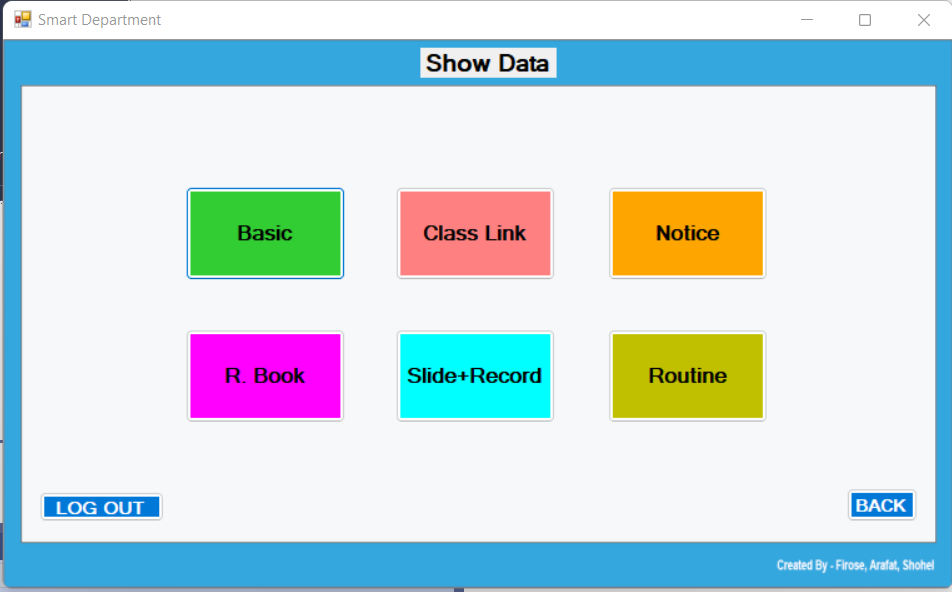 Smart Department
Show Data
Basic
Class Link
Notice
R. Book
Slide+Record
Routine
LOG OUT
BACK
Created By - Firose, Arafat, Shohel